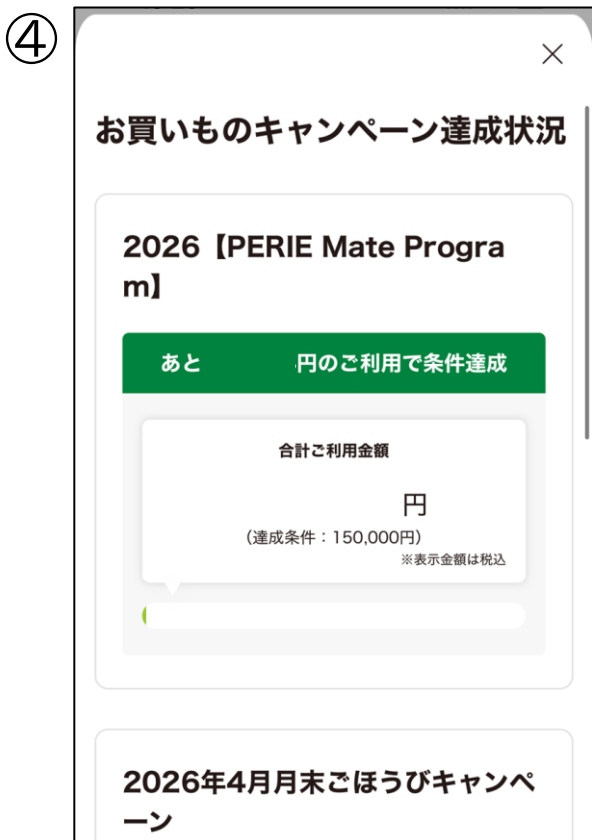 ④
お買いものキャンペーン達成状況
2026【PERIE Mate Progra
m】
あと 円のご利用で条件達成
合計ご利用金額
円
（達成条件：150,000円）
※表示金額は税込
2026年4月月末ごほうびキャンペ
ーン